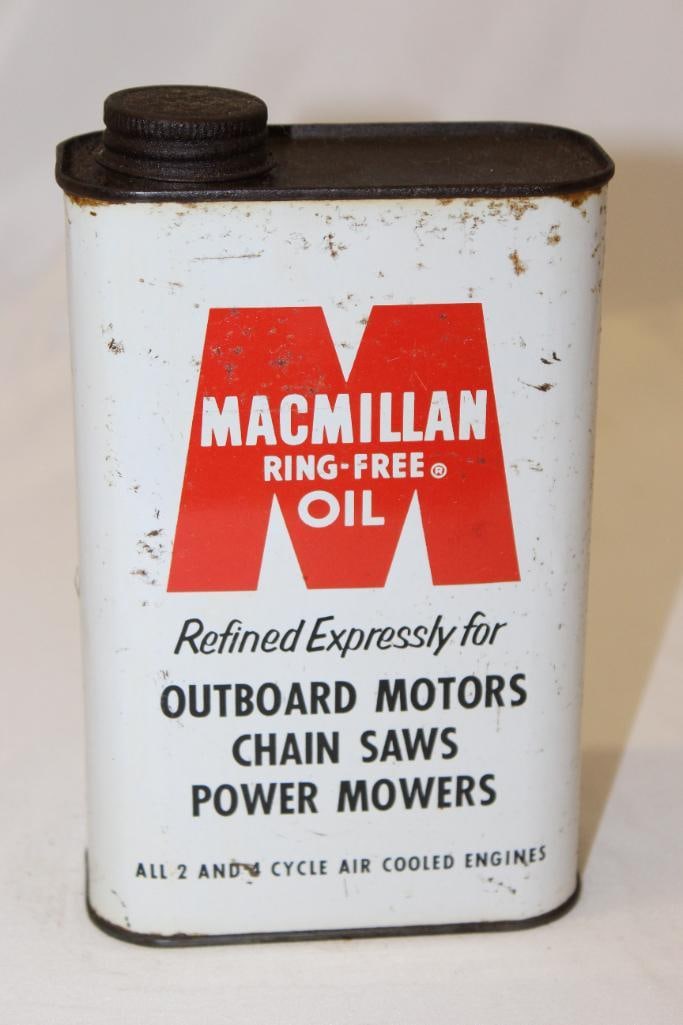 MACMILLAN
RING-FREE®
OIL
Refined Expressly for
OUTBOARD MOTORS
CHAIN SAWS
POWER MOWERS
ALL 2 AND 4 CYCLE AIR COOLED ENGINES